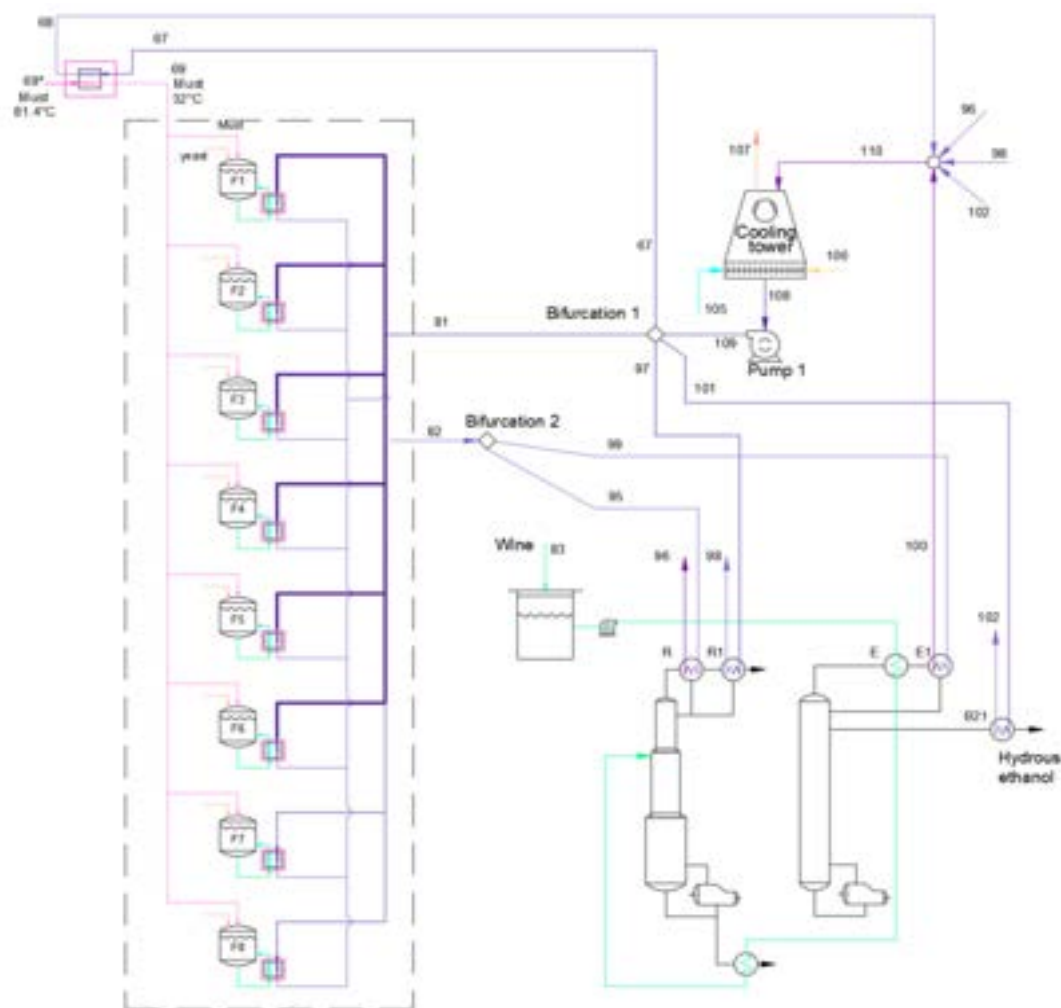 68
67
69*
Must
81.4°C
69
Must
32°C
Must
yeast
F1
F2
F3
F4
F5
F6
F7
F8
81
82
Bifurcation 1
67
97
109
101
Pump 1
108
105
106
107
Cooling
tower
110
96
98
102
Bifurcation 2
99
95
Wine
83
96
98
R
R1
100
E
E1
102
B21
Hydrous
ethanol